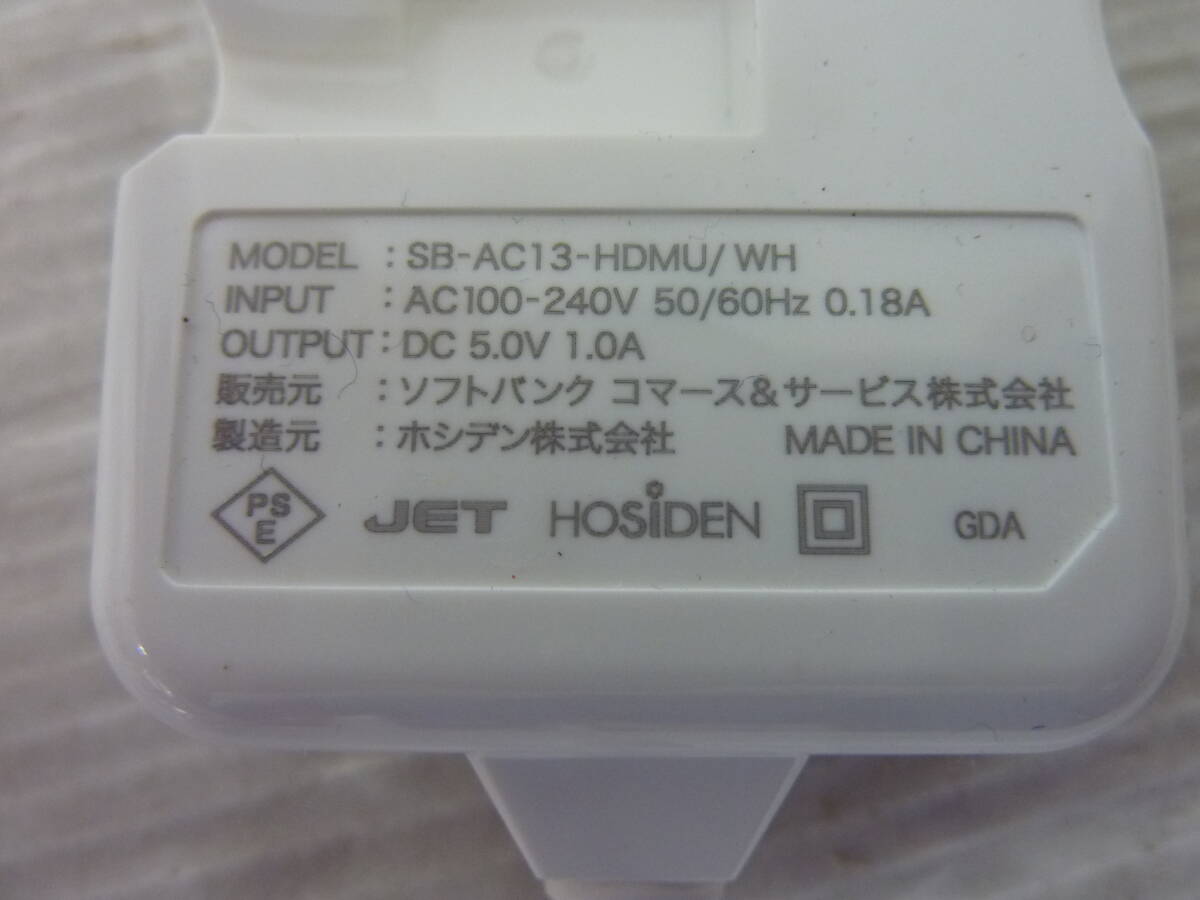 MODEL : SB-AC13-HDMU/WH
INPUT : AC100-240V 50/60Hz 0.18A
OUTPUT : DC 5.0V 1.0A
販売元 : ソフトバンク コマース&サービス株式会社
製造元 : ホシデン株式会社 MADE IN CHINA
PS E JET HOSiDEN GDA